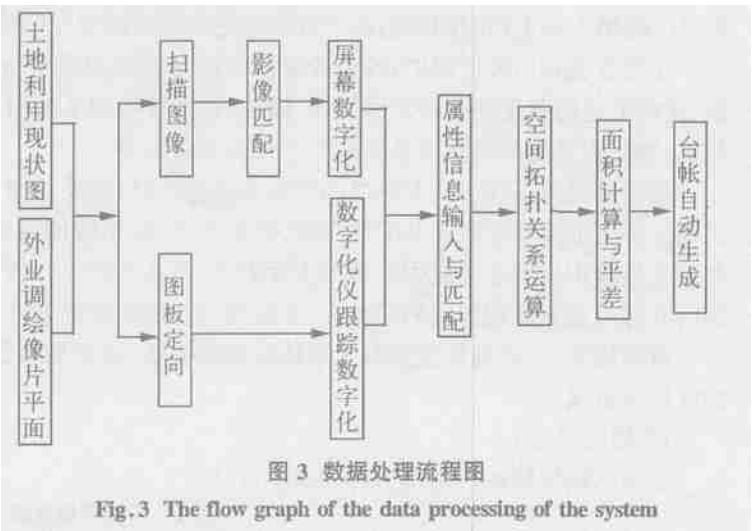 土地利用现状图
外业调绘像片平面
扫描图像
影像匹配
屏幕数字化
图板定向
数字化仪跟踪数字化
属性信息输入与匹配
空间拓扑关系运算
面积计算与平差
台帐自动生成
图 3 数据处理流程图
Fig.3 The flow graph of the data processing of the system